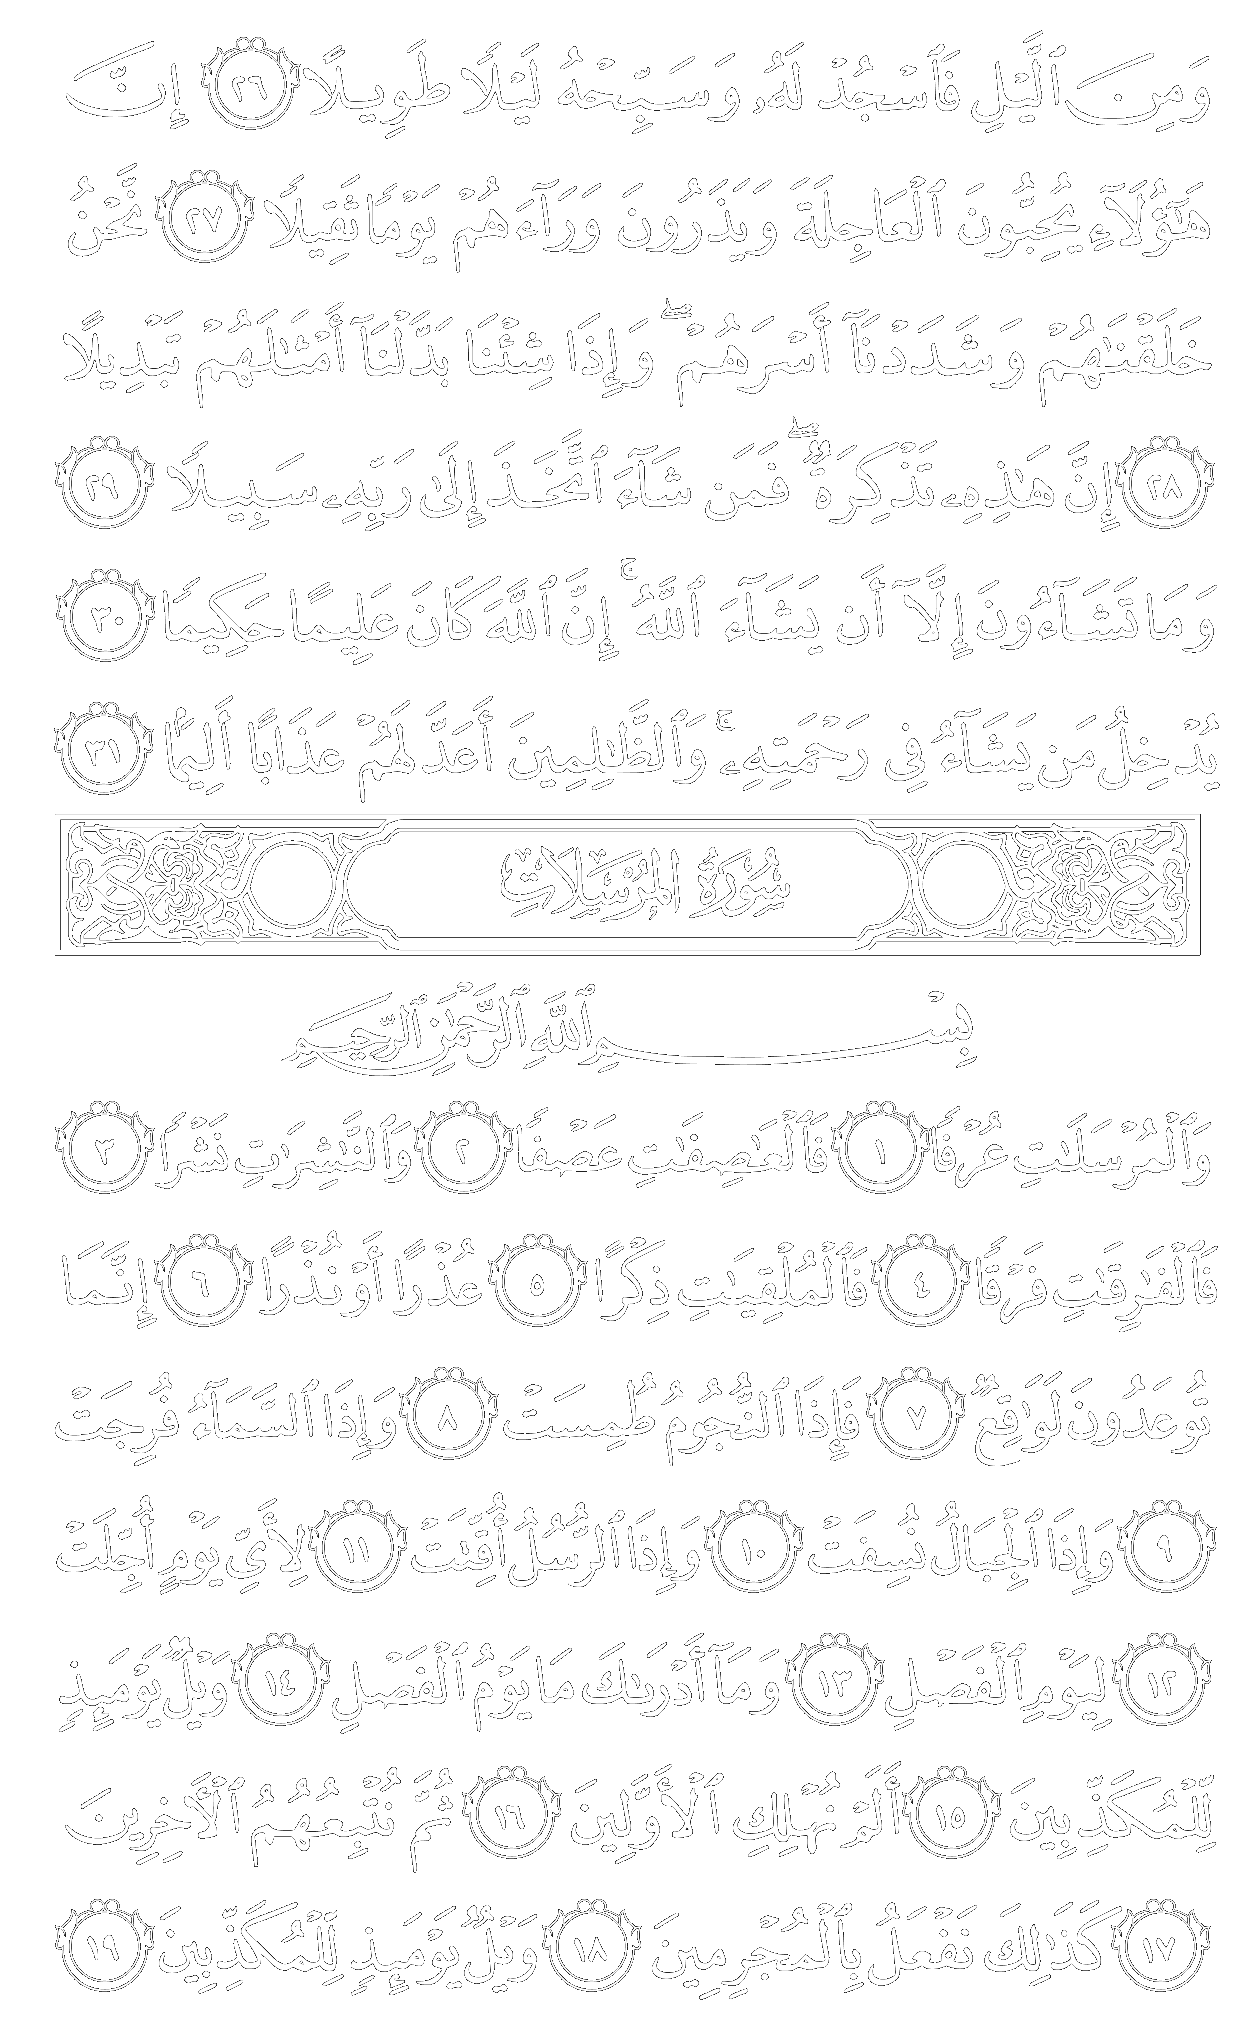 وَمِنَ ٱلَّيْلِ فَٱسْجُدْ لَهُۥ وَسَبِّحْهُ لَيْلًا طَوِيلًا ٢٦ إِنَّ
هَٰٓؤُلَآءِ يُحِبُّونَ ٱلْعَاجِلَةَ وَيَذَرُونَ وَرَآءَهُمْ يَوْمًا ثَقِيلًا ٢٧ نَّحْنُ
خَلَقْنَٰهُمْ وَشَدَدْنَآ أَسْرَهُمْ ۖ وَإِذَا شِئْنَا بَدَّلْنَآ أَمْثَٰلَهُمْ تَبْدِيلًا
٢٨ إِنَّ هَٰذِهِۦ تَذْكِرَةٌ ۖ فَمَن شَآءَ ٱتَّخَذَ إِلَىٰ رَبِّهِۦ سَبِيلًا ٢٩
وَمَا تَشَآءُونَ إِلَّآ أَن يَشَآءَ ٱللَّهُ ۚ إِنَّ ٱللَّهَ كَانَ عَلِيمًا حَكِيمًا ٣٠
يُدْخِلُ مَن يَشَآءُ فِى رَحْمَتِهِۦ ۚ وَٱلظَّٰلِمِينَ أَعَدَّ لَهُمْ عَذَابًا أَلِيمًۢا ٣١
سُورَةُ المُرْسَلَاتِ
بِسْمِ ٱللَّهِ ٱلرَّحْمَٰنِ ٱلرَّحِيمِ
وَٱلْمُرْسَلَٰتِ عُرْفًا ١ فَٱلْعَٰصِفَٰتِ عَصْفًا ٢ وَٱلنَّٰشِرَٰتِ نَشْرًا ٣
فَٱلْفَٰرِقَٰتِ فَرْقًا ٤ فَٱلْمُلْقِيَٰتِ ذِكْرًا ٥ عُذْرًا أَوْ نُذْرًا ٦ إِنَّمَا
تُوعَدُونَ لَوَٰقِعٌ ٧ فَإِذَا ٱلنُّجُومُ طُمِسَتْ ٨ وَإِذَا ٱلسَّمَآءُ فُرِجَتْ
٩ وَإِذَا ٱلْجِبَالُ نُسِفَتْ ١٠ وَإِذَا ٱلرُّسُلُ أُقِّتَتْ ١١ لِأَىِّ يَوْمٍ أُجِّلَتْ
١٢ لِيَوْمِ ٱلْفَصْلِ ١٣ وَمَآ أَدْرَىٰكَ مَا يَوْمُ ٱلْفَصْلِ ١٤ وَيْلٌ يَوْمَئِذٍ
لِّلْمُكَذِّبِينَ ١٥ أَلَمْ نُهْلِكِ ٱلْأَوَّلِينَ ١٦ ثُمَّ نُتْبِعُهُمُ ٱلْـَٔاخِرِينَ
١٧ كَذَٰلِكَ نَفْعَلُ بِٱلْمُجْرِمِينَ ١٨ وَيْلٌ يَوْمَئِذٍ لِّلْمُكَذِّبِينَ ١٩